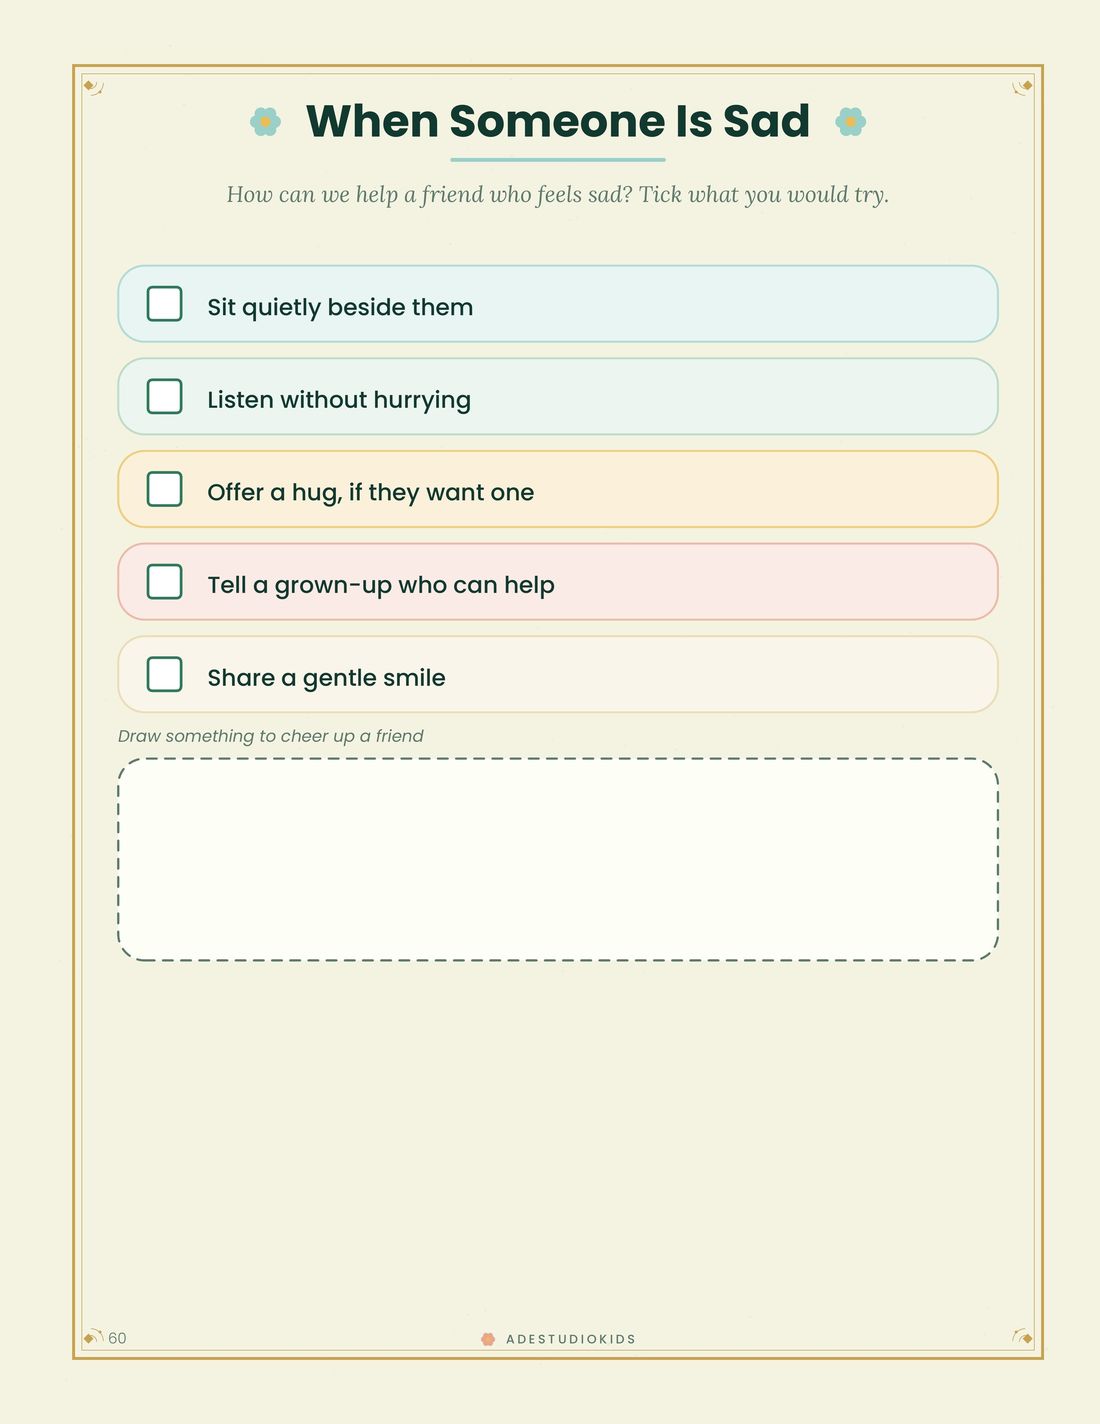 When Someone Is Sad
How can we help a friend who feels sad? Tick what you would try.
Sit quietly beside them
Listen without hurrying
Offer a hug, if they want one
Tell a grown-up who can help
Share a gentle smile
Draw something to cheer up a friend
60
ADESTUDIOKIDS